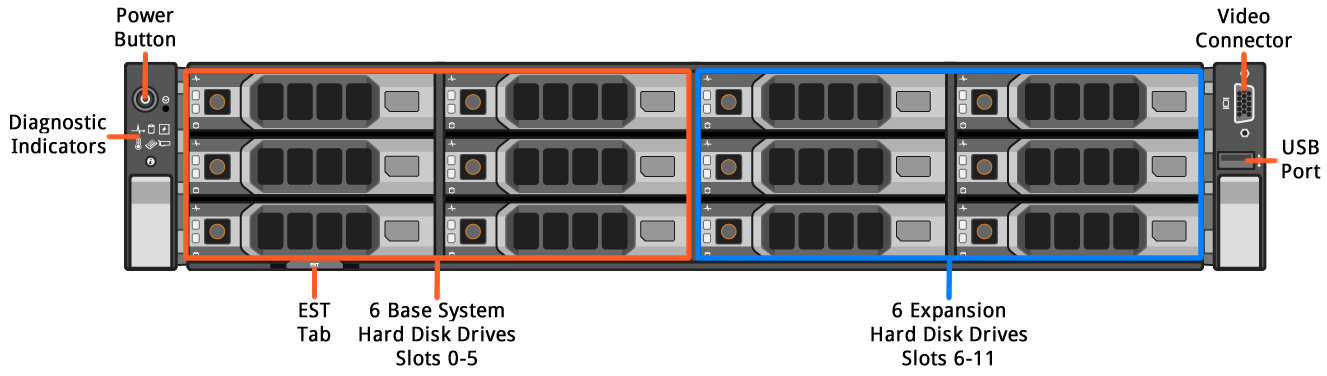 Power
Button
Video
Connector
Diagnostic
Indicators
USB
Port
EST
EST
Tab
6 Base System
Hard Disk Drives
Slots 0-5
6 Expansion
Hard Disk Drives
Slots 6-11